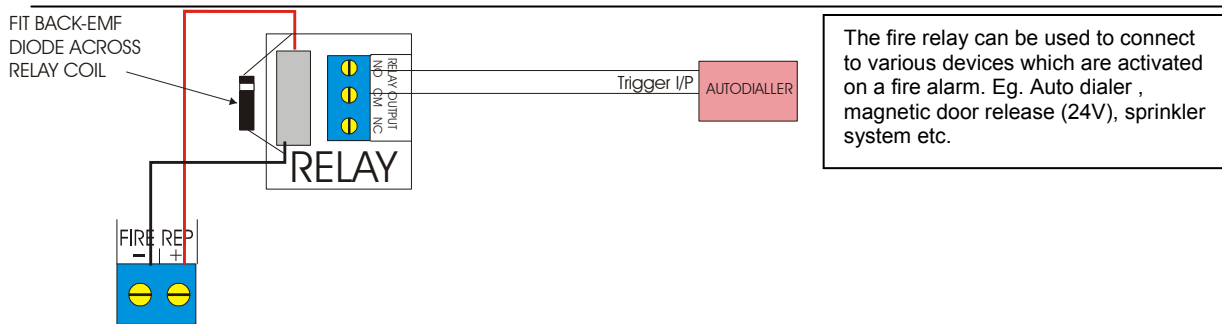 FIT BACK-EMF
DIODE ACROSS
RELAY COIL
RELAY OUTPUT
NO CM NC
RELAY
Trigger I/P
AUTODIALLER
The fire relay can be used to connect
to various devices which are activated
on a fire alarm. Eg. Auto dialer ,
magnetic door release (24V), sprinkler
system etc.
FIRE REP
- +